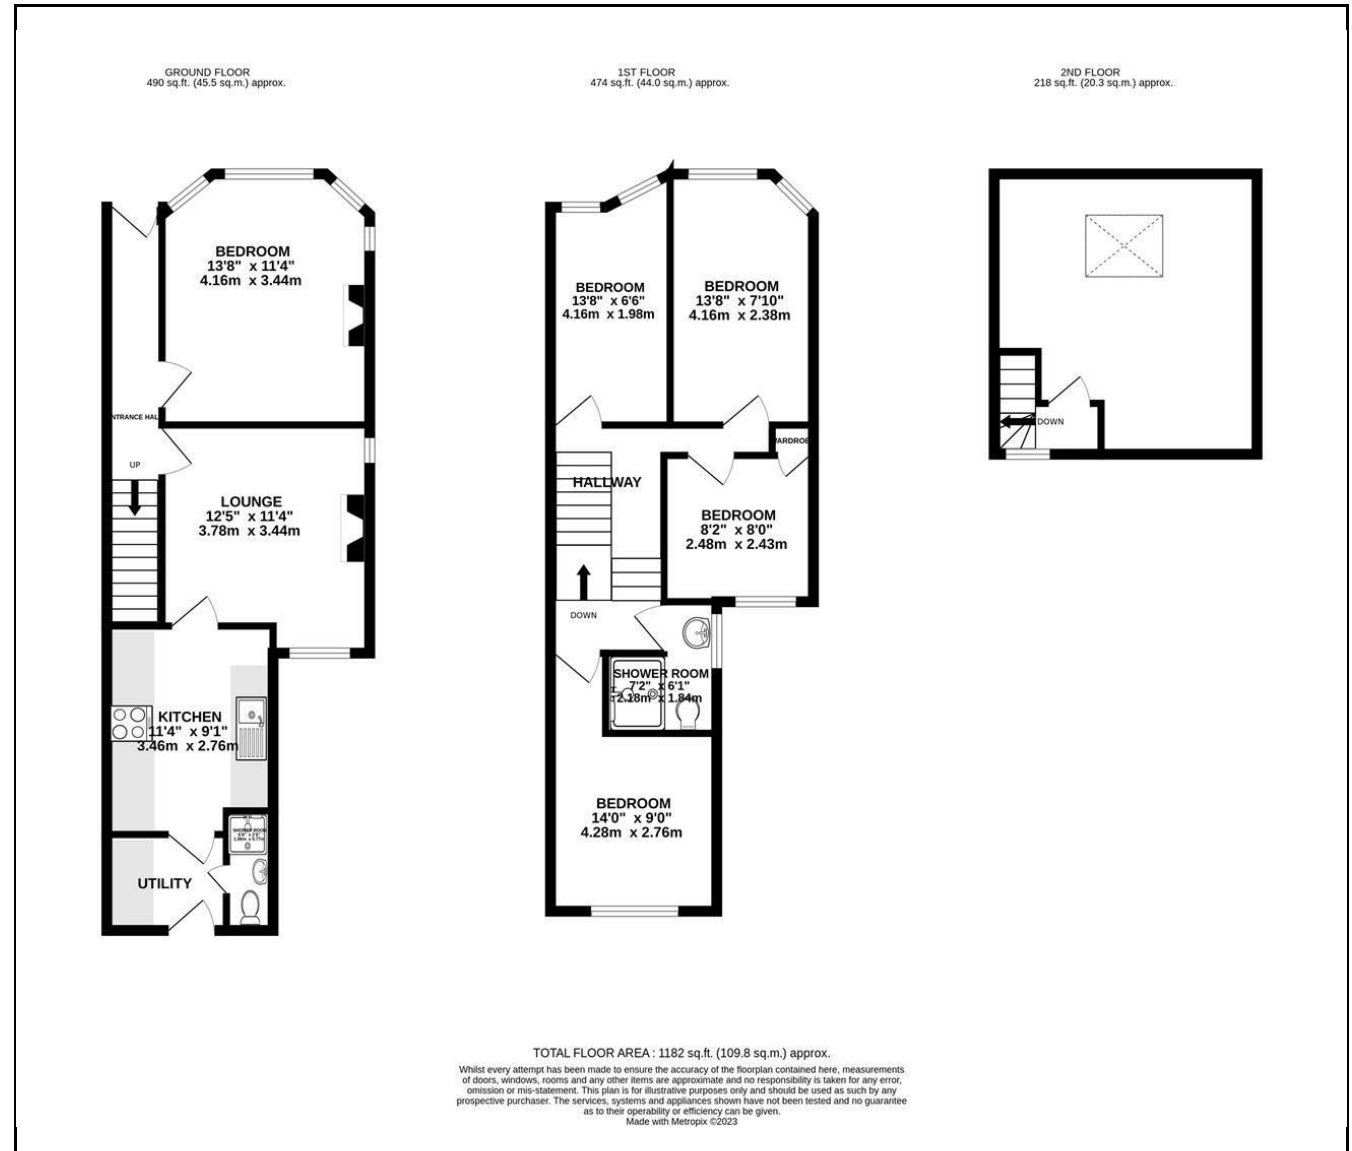 GROUND FLOOR
490 sq.ft. (45.5 sq.m.) approx.
1ST FLOOR
474 sq.ft. (44.0 sq.m.) approx.
2ND FLOOR
218 sq.ft. (20.3 sq.m.) approx.
BEDROOM
13'8" x 11'4"
4.16m x 3.44m
NTRANCE HAL
UP
LOUNGE
12'5" x 11'4"
3.78m x 3.44m
KITCHEN
11'4" x 9'1"
3.46m x 2.76m
SHOWER ROOM
UTILITY
BEDROOM
13'8" x 6'6"
4.16m x 1.98m
BEDROOM
13'8" x 7'10"
4.16m x 2.38m
WARDROBE
HALLWAY
BEDROOM
8'2" x 8'0"
2.48m x 2.43m
DOWN
SHOWER ROOM
7'2" x 6'1"
2.18m x 1.84m
BEDROOM
14'0" x 9'0"
4.28m x 2.76m
DOWN
TOTAL FLOOR AREA : 1182 sq.ft. (109.8 sq.m.) approx.
Whilst every attempt has been made to ensure the accuracy of the floorplan contained here, measurements
of doors, windows, rooms and any other items are approximate and no responsibility is taken for any error,
omission or mis-statement. This plan is for illustrative purposes only and should be used as such by any
prospective purchaser. The services, systems and appliances shown have not been tested and no guarantee
as to their operability or efficiency can be given.
Made with Metropix ©2023